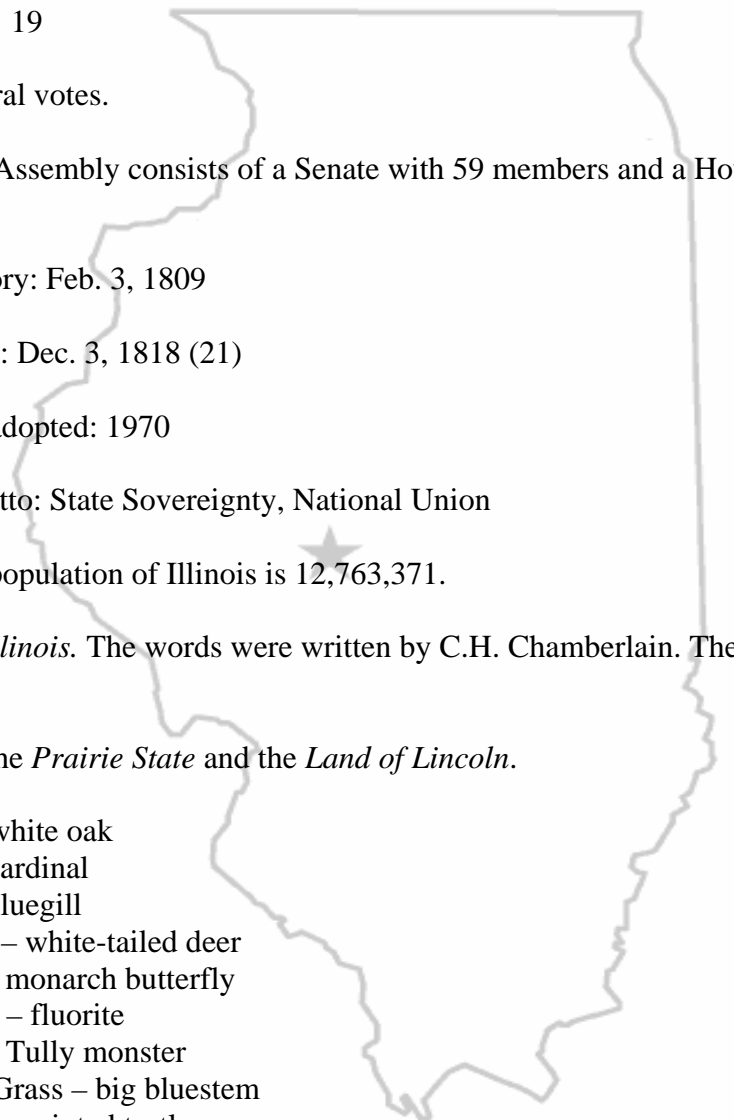 19
ral votes.
Assembly consists of a Senate with 59 members and a Ho
ory: Feb. 3, 1809
: Dec. 3, 1818 (21)
adopted: 1970
tto: State Sovereignty, National Union
population of Illinois is 12,763,371.
linois. The words were written by C.H. Chamberlain. The
he Prairie State and the Land of Lincoln.
white oak
ardinal
luegill
– white-tailed deer
monarch butterfly
– fluorite
Tully monster
Grass – big bluestem